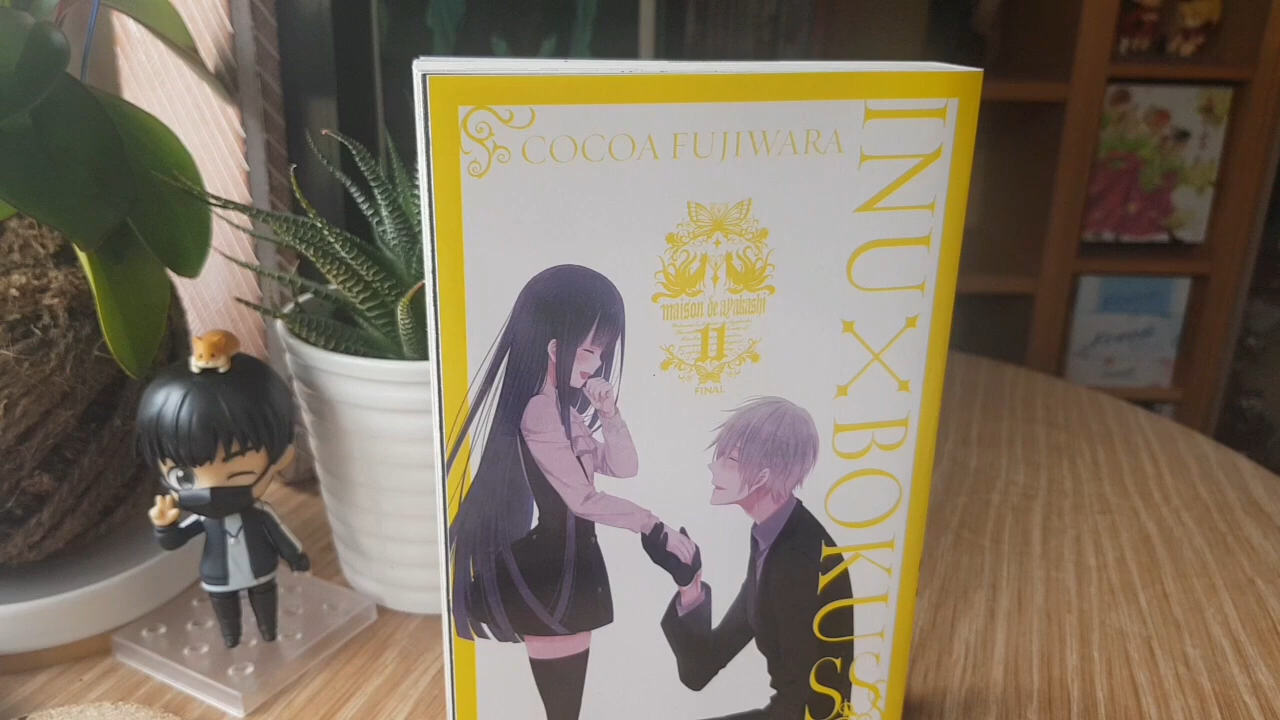 COCOA FUJIWARA
INU X BOKUSS
maison de ayakashi
11
FINAL